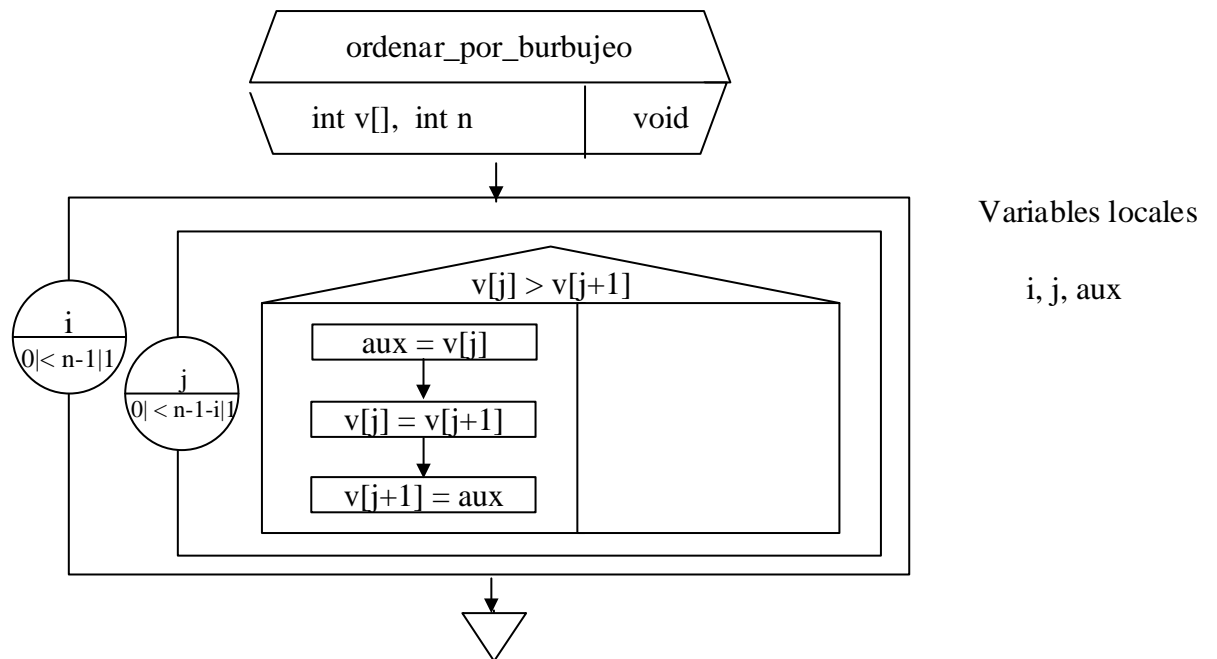 ordenar_por_burbujeo
int v[], int n
void
Variables locales
i, j, aux
v[j] > v[j+1]
i
0|< n-1|1
j
0| < n-1-i|1
aux = v[j]
v[j] = v[j+1]
v[j+1] = aux